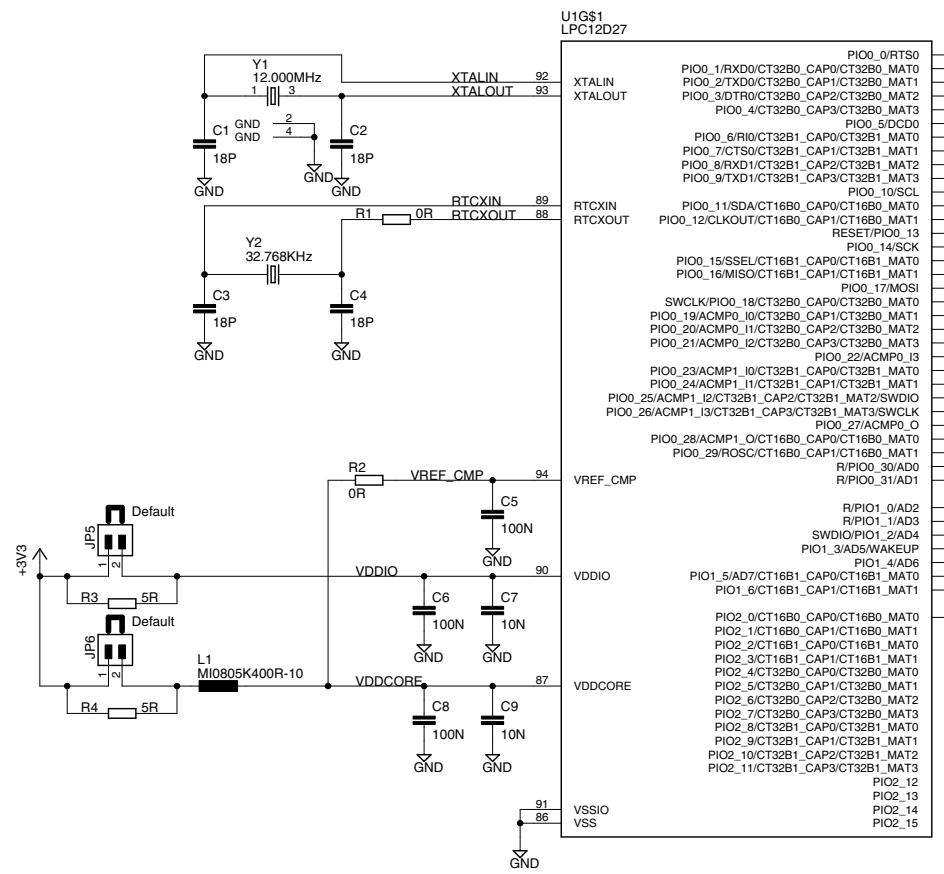 U1G$1
LPC12D27
Y1
12.000MHz
1 3
XTALIN 92 XTALIN
XTALOUT 93 XTALOUT
C1
18P
GND 2
GND 4
C2
18P
GND
GND
GND
RTCXIN 89 RTCXIN
R1 0R RTCXOUT 88 RTCXOUT
Y2
32.768KHz
C3
18P
C4
18P
GND
GND
R2
0R
VREF_CMP 94 VREF_CMP
C5
100N
GND
+3V3
JP5
Default
1 2
R3 5R
VDDIO 90 VDDIO
C6
100N
C7
10N
GND
GND
JP6
Default
1 2
R4 5R
L1
MI0805K400R-10
VDDCORE 87 VDDCORE
C8
100N
C9
10N
GND
GND
91 VSSIO
86 VSS
GND
PIO0_0/RTS0
PIO0_1/RXD0/CT32B0_CAP0/CT32B0_MAT0
PIO0_2/TXD0/CT32B0_CAP1/CT32B0_MAT1
PIO0_3/DTR0/CT32B0_CAP2/CT32B0_MAT2
PIO0_4/CT32B0_CAP3/CT32B0_MAT3
PIO0_5/DCD0
PIO0_6/RI0/CT32B1_CAP0/CT32B0_MAT0
PIO0_7/CTS0/CT32B1_CAP1/CT32B1_MAT1
PIO0_8/RXD1/CT32B1_CAP2/CT32B1_MAT2
PIO0_9/TXD1/CT32B1_CAP3/CT32B1_MAT3
PIO0_10/SCL
PIO0_11/SDA/CT16B0_CAP0/CT16B0_MAT0
PIO0_12/CLKOUT/CT16B0_CAP1/CT16B0_MAT1
RESET/PIO0_13
PIO0_14/SCK
PIO0_15/SSEL/CT16B1_CAP0/CT16B1_MAT0
PIO0_16/MISO/CT16B1_CAP1/CT16B1_MAT1
PIO0_17/MOSI
SWCLK/PIO0_18/CT32B0_CAP0/CT32B0_MAT0
PIO0_19/ACMP0_I0/CT32B0_CAP1/CT32B0_MAT1
PIO0_20/ACMP0_I1/CT32B0_CAP2/CT32B0_MAT2
PIO0_21/ACMP0_I2/CT32B0_CAP3/CT32B0_MAT3
PIO0_22/ACMP0_I3
PIO0_23/ACMP1_I0/CT32B1_CAP0/CT32B1_MAT0
PIO0_24/ACMP1_I1/CT32B1_CAP1/CT32B1_MAT1
PIO0_25/ACMP1_I2/CT32B1_CAP2/CT32B1_MAT2/SWDIO
PIO0_26/ACMP1_I3/CT32B1_CAP3/CT32B1_MAT3/SWCLK
PIO0_27/ACMP0_O
PIO0_28/ACMP1_O/CT16B0_CAP0/CT16B0_MAT0
PIO0_29/ROSC/CT16B0_CAP1/CT16B0_MAT1
R/PIO0_30/AD0
R/PIO0_31/AD1
R/PIO1_0/AD2
R/PIO1_1/AD3
SWDIO/PIO1_2/AD4
PIO1_3/AD5/WAKEUP
PIO1_4/AD6
PIO1_5/AD7/CT16B1_CAP0/CT16B1_MAT0
PIO1_6/CT16B1_CAP1/CT16B1_MAT1
PIO2_0/CT16B0_CAP0/CT16B0_MAT0
PIO2_1/CT16B0_CAP1/CT16B0_MAT1
PIO2_2/CT16B1_CAP0/CT16B1_MAT0
PIO2_3/CT16B1_CAP1/CT16B1_MAT1
PIO2_4/CT32B0_CAP0/CT32B0_MAT0
PIO2_5/CT32B0_CAP1/CT32B0_MAT1
PIO2_6/CT32B0_CAP2/CT32B0_MAT2
PIO2_7/CT32B0_CAP3/CT32B0_MAT3
PIO2_8/CT32B1_CAP0/CT32B1_MAT0
PIO2_9/CT32B1_CAP1/CT32B1_MAT1
PIO2_10/CT32B1_CAP2/CT32B1_MAT2
PIO2_11/CT32B1_CAP3/CT32B1_MAT3
PIO2_12
PIO2_13
PIO2_14
PIO2_15